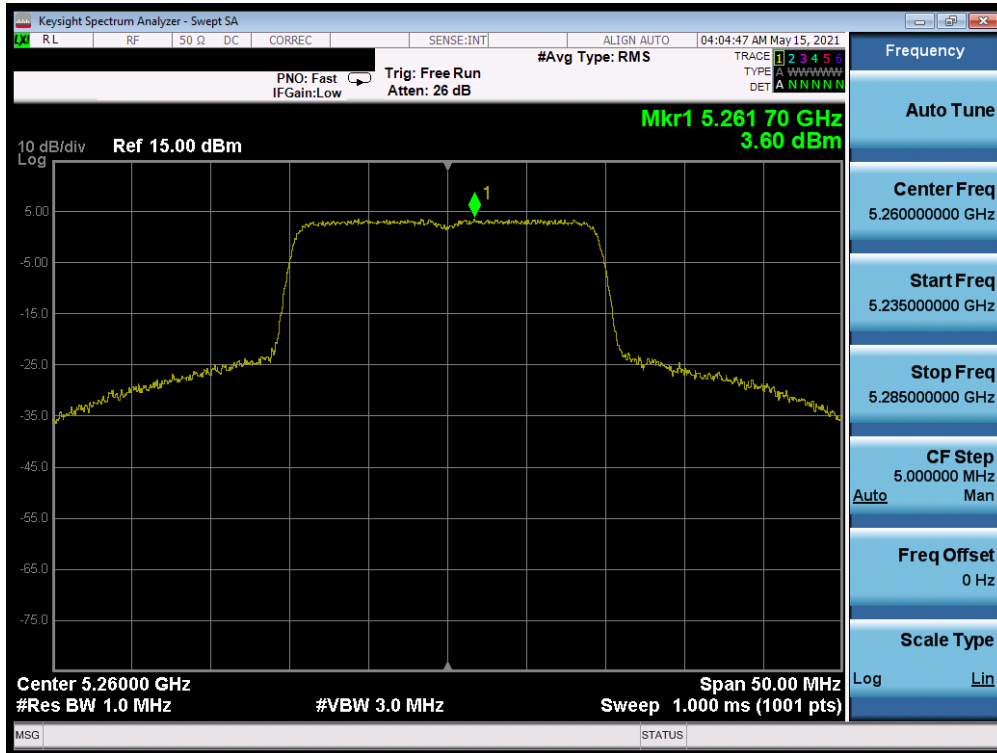 Keysight Spectrum Analyzer - Swept SA
LXI RL RF 50 Ω DC CORREC SENSE:INT ALIGN AUTO 04:04:47 AM May 15, 2021
PNO: Fast
IFGain:Low
Trig: Free Run
Atten: 26 dB
#Avg Type: RMS
TRACE 1 2 3 4 5 6
TYPE A WWWWW
DET A N N N N N
Mkr1 5.261 70 GHz
3.60 dBm
10 dB/div Ref 15.00 dBm
Log
1
5.00
-5.00
-15.0
-25.0
-35.0
-45.0
-55.0
-65.0
-75.0
Center 5.26000 GHz Span 50.00 MHz
#Res BW 1.0 MHz #VBW 3.0 MHz Sweep 1.000 ms (1001 pts)
MSG STATUS
Frequency
Auto Tune
Center Freq
5.260000000 GHz
Start Freq
5.235000000 GHz
Stop Freq
5.285000000 GHz
CF Step
5.000000 MHz
Auto Man
Freq Offset
0 Hz
Scale Type
Log Lin